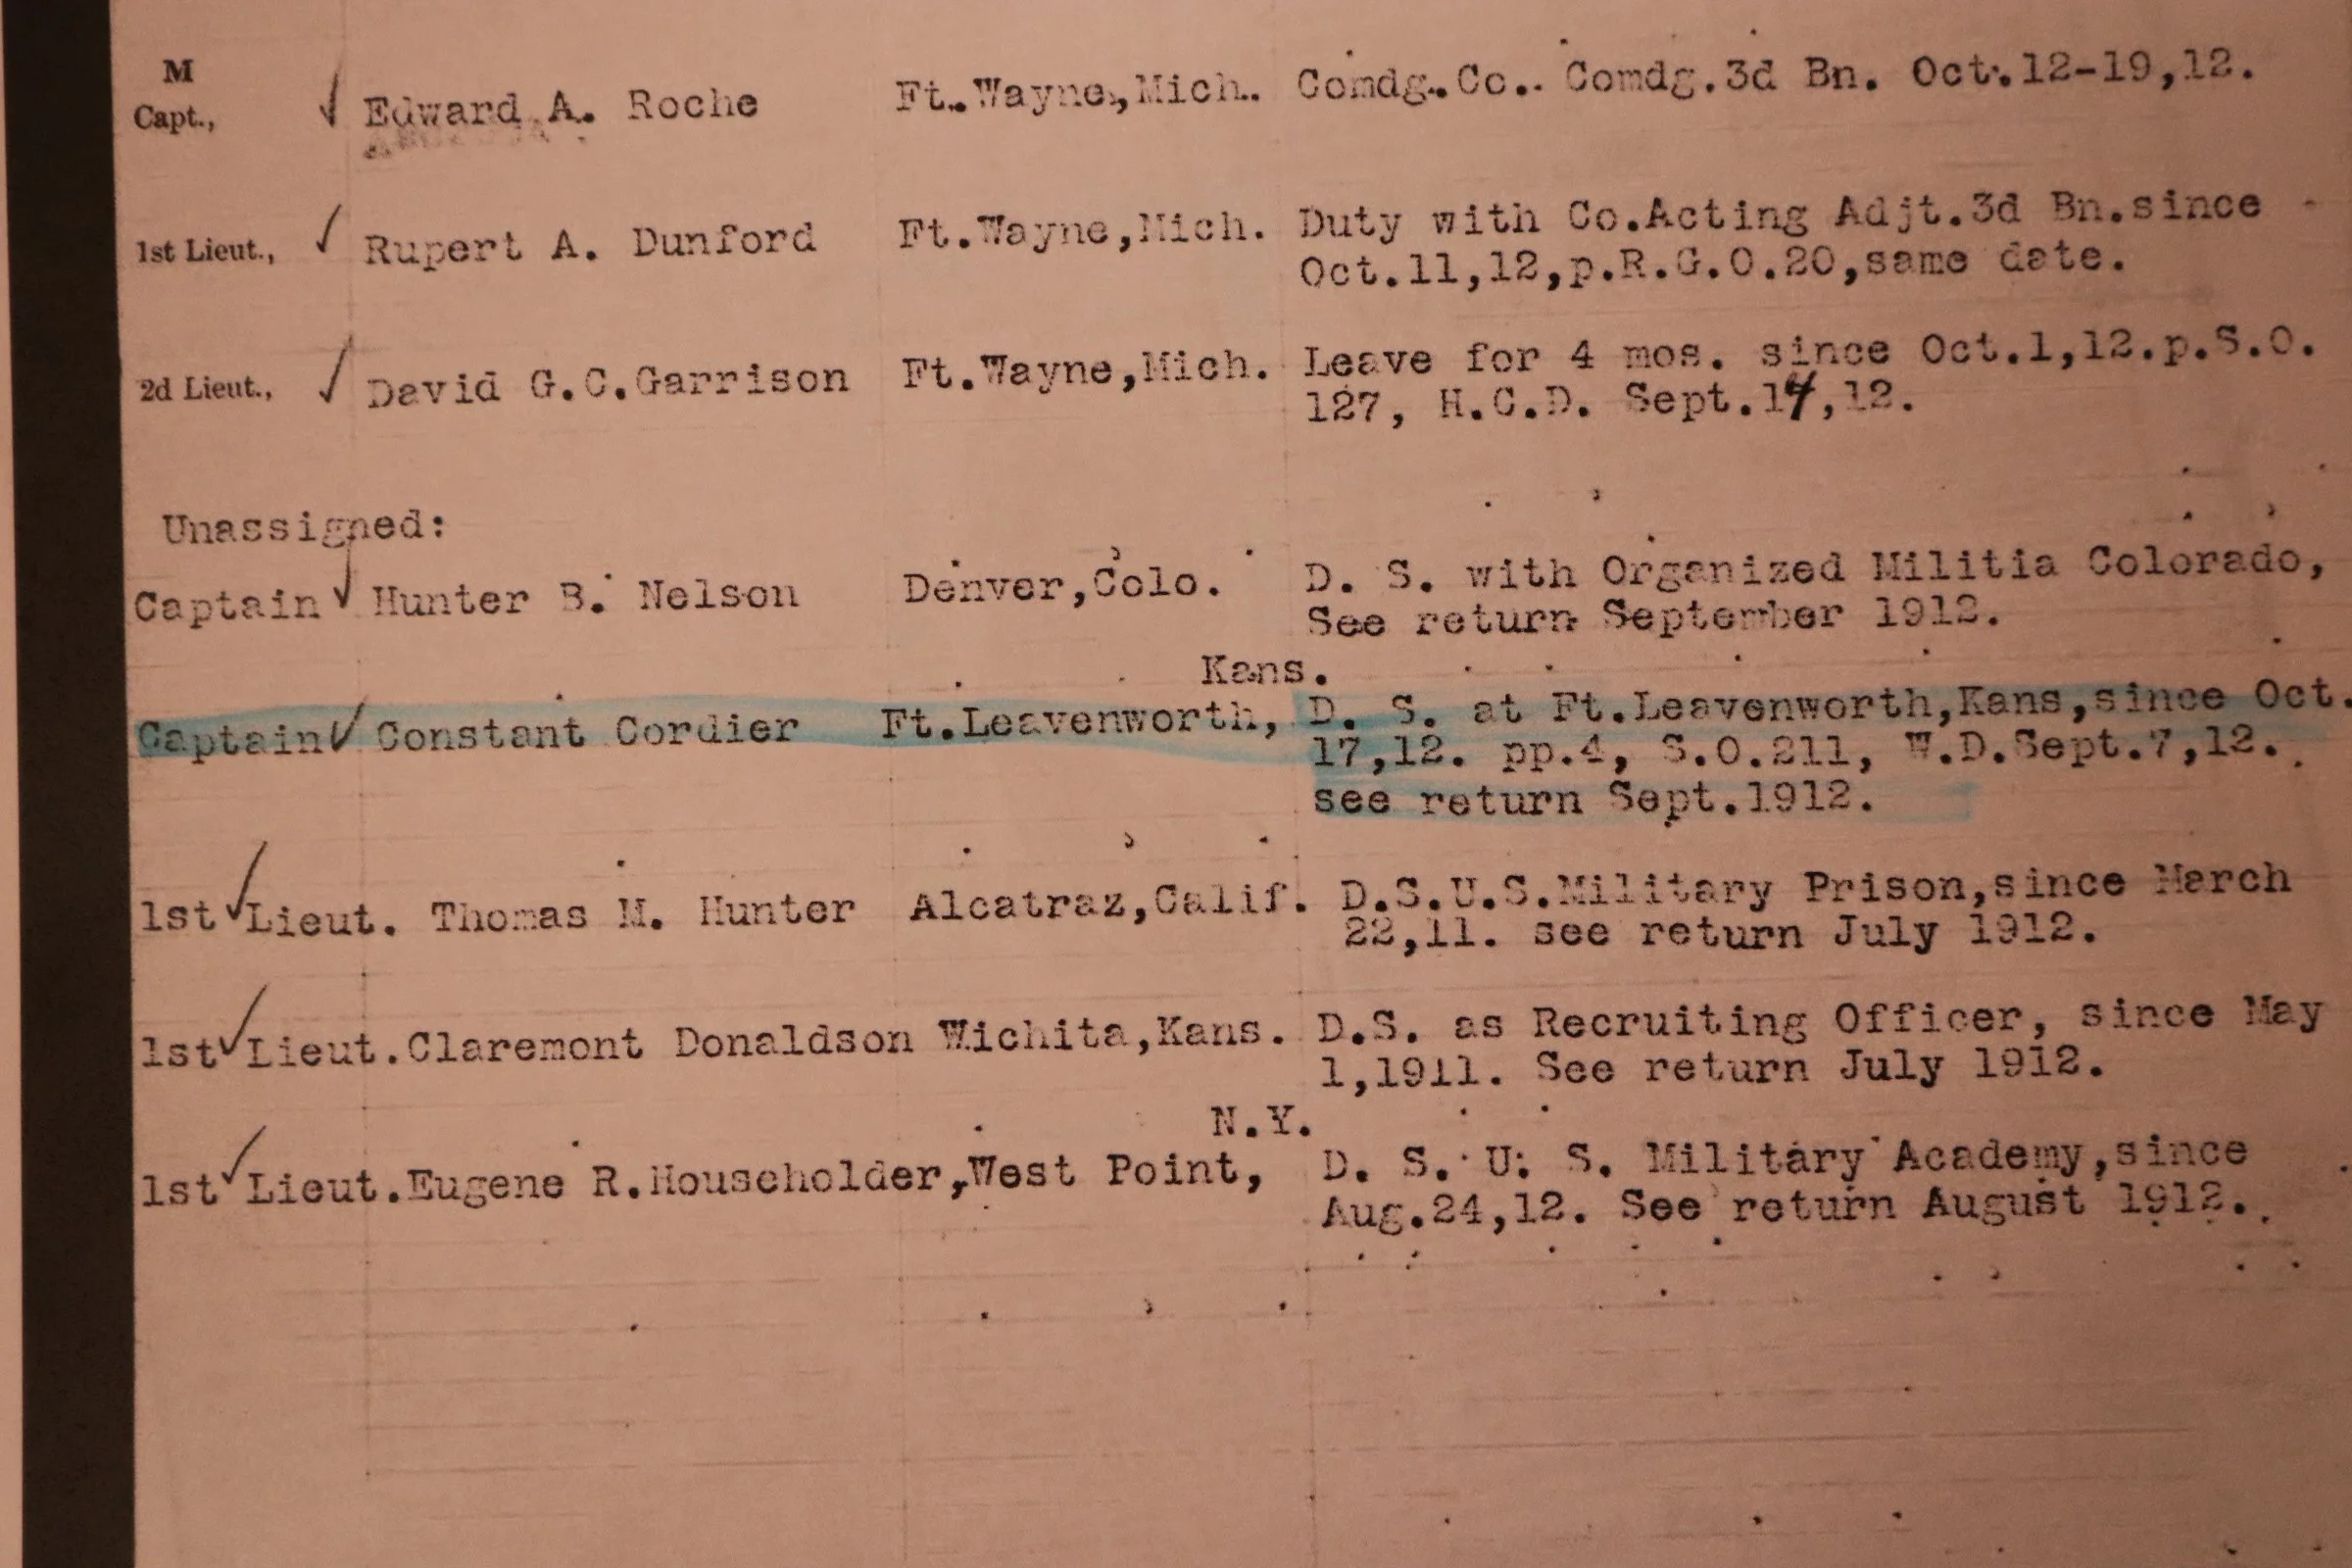 M
Capt., Edward A. Roche Ft. Wayne, Mich. Comdg. Co.. Comdg.3d Bn. Oct.12-19,12.
1st Lieut., Rupert A. Dunford Ft.Wayne,Mich. Duty with Co.Acting Adjt.3d Bn.since
Oct.11,12,p.R.G.O.20,same date.
2d Lieut., David G.C.Garrison Ft.Wayne,Mich. Leave for 4 mos. since Oct.1,12.p.S.O.
127, H.C.D. Sept.14,12.
Unassigned:
Captain Hunter B. Nelson Denver,Colo. D. S. with Organized Militia Colorado,
See return September 1912.
Kans.
Captain Constant Cordier Ft.Leavenworth, D. S. at Ft.Leavenworth,Kans,since Oct.
17,12. pp.4, S.O.211, W.D.Sept.7,12.
see return Sept.1912.
1st Lieut. Thomas M. Hunter Alcatraz,Calif. D.S.U.S.Military Prison,since March
22,11. see return July 1912.
1st Lieut.Claremont Donaldson Wichita,Kans. D.S. as Recruiting Officer, since May
1,1911. See return July 1912.
N.Y.
1st Lieut.Eugene R.Householder,West Point, D. S. U. S. Military Academy,since
Aug.24,12. See return August 1912.